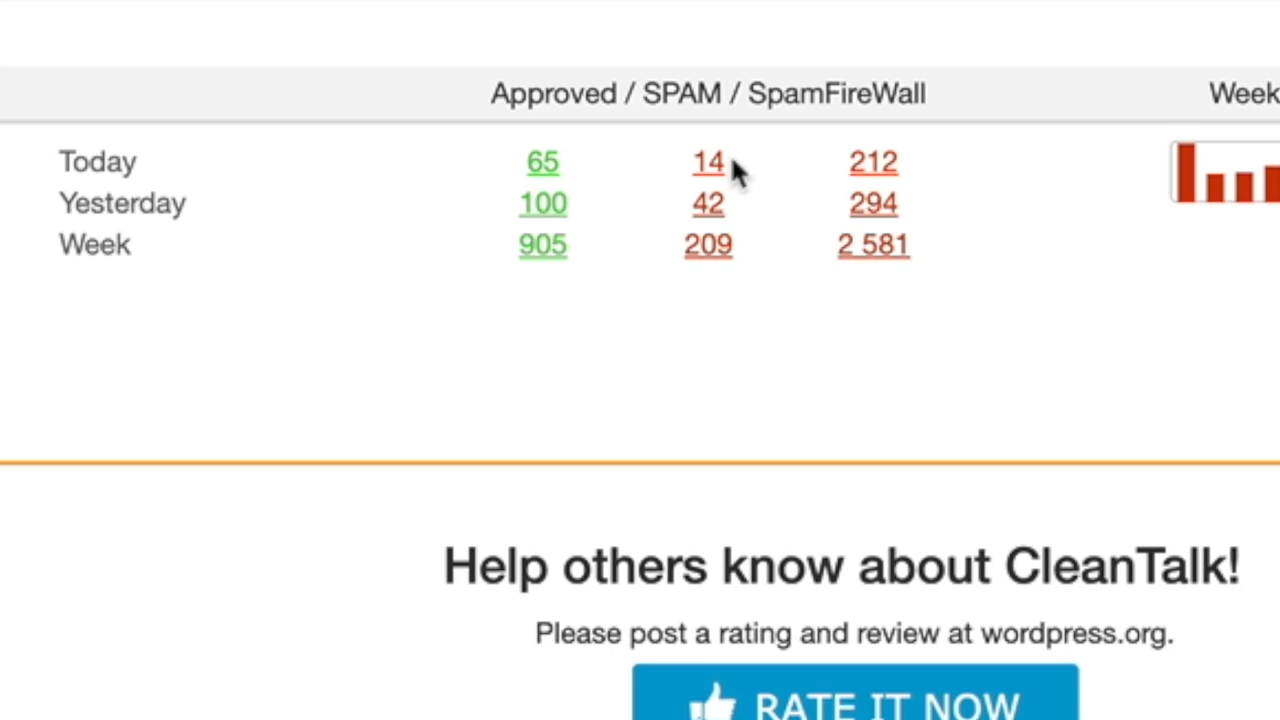 Approved / SPAM / SpamFireWall Week
Today 65 14 212
Yesterday 100 42 294
Week 905 209 2 581
Help others know about CleanTalk!
Please post a rating and review at wordpress.org.
RATE IT NOW